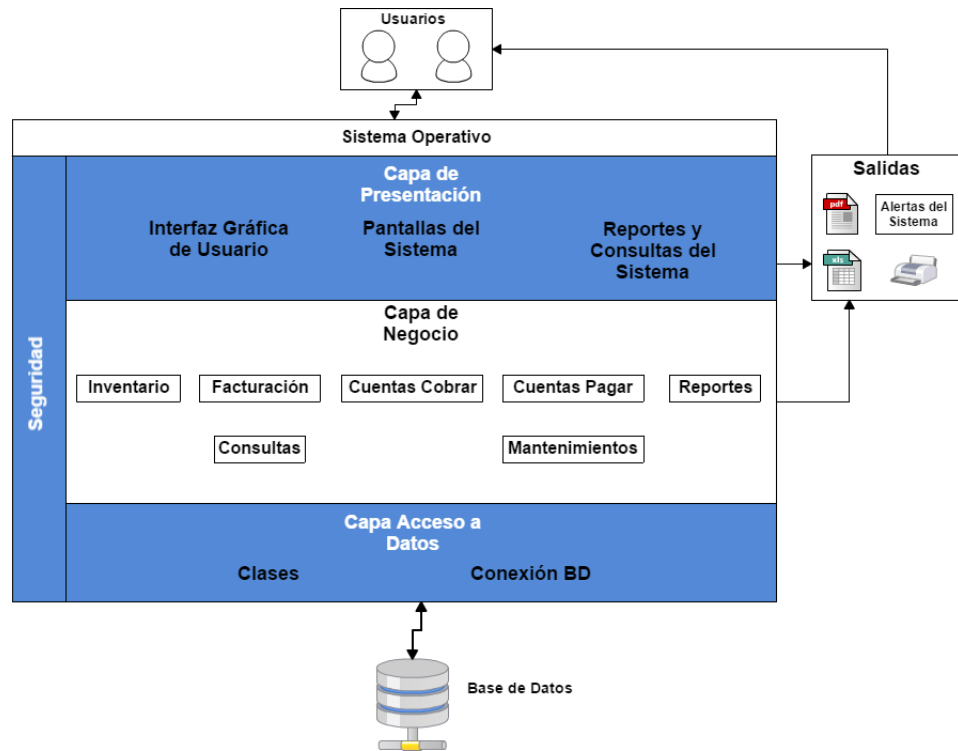 Usuarios
Sistema Operativo
Seguridad
Capa de
Presentación
Interfaz Gráfica
de Usuario
Pantallas del
Sistema
Reportes y
Consultas del
Sistema
Salidas
pdf
Alertas del
Sistema
xls
Capa de
Negocio
Inventario
Facturación
Cuentas Cobrar
Cuentas Pagar
Reportes
Consultas
Mantenimientos
Capa Acceso a
Datos
Clases
Conexión BD
Base de Datos